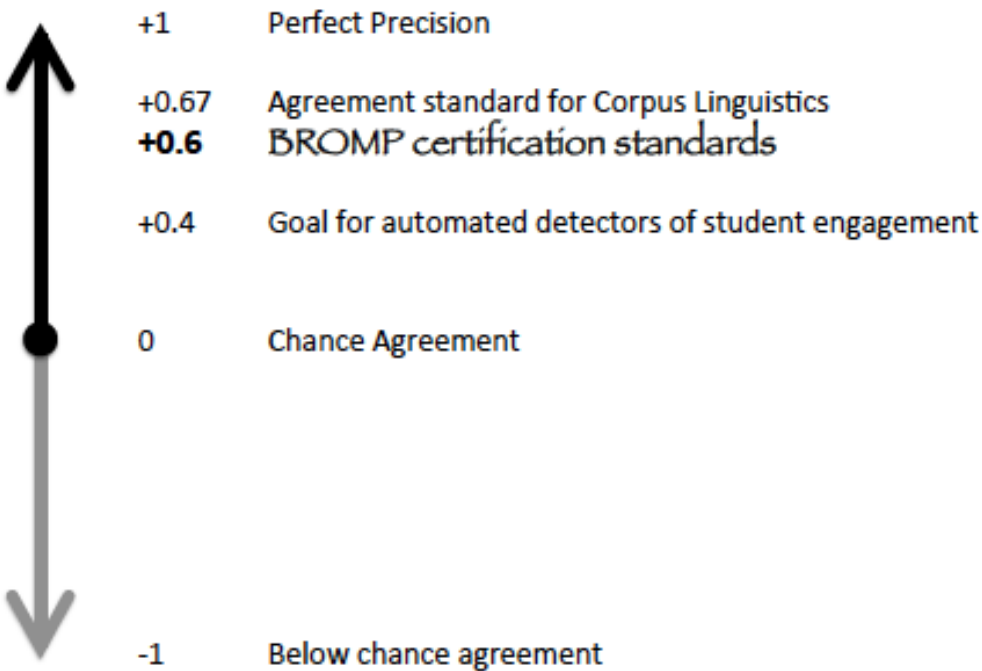 +1 Perfect Precision
+0.67 Agreement standard for Corpus Linguistics
+0.6 BROMP certification standards
+0.4 Goal for automated detectors of student engagement
0 Chance Agreement
-1 Below chance agreement